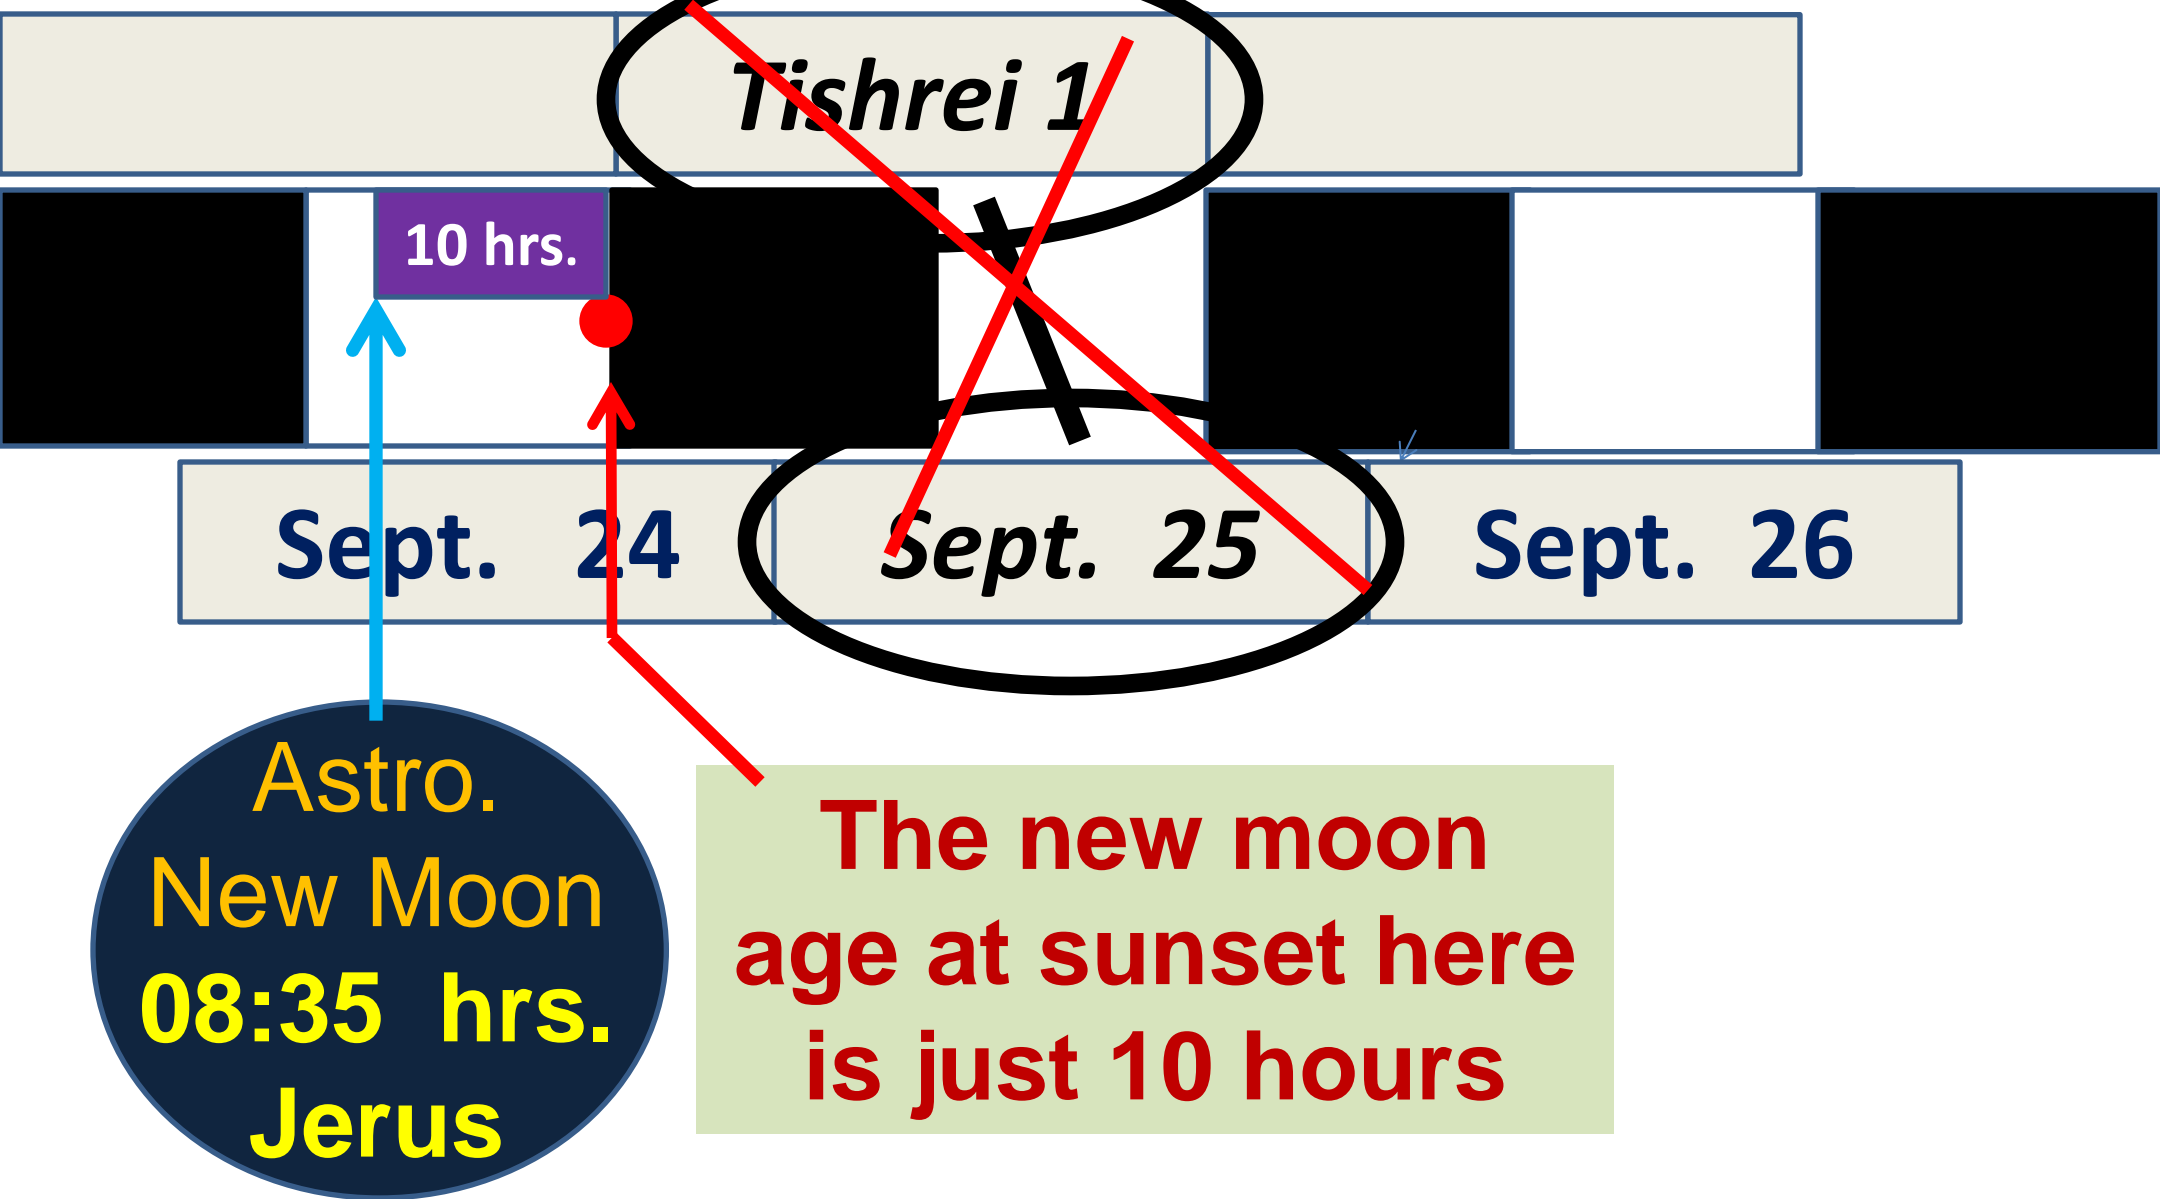 Tishrei 1
10 hrs.
Sept. 24
Sept. 25
Sept. 26
Astro.
New Moon
08:35 hrs.
Jerus
The new moon
age at sunset here
is just 10 hours